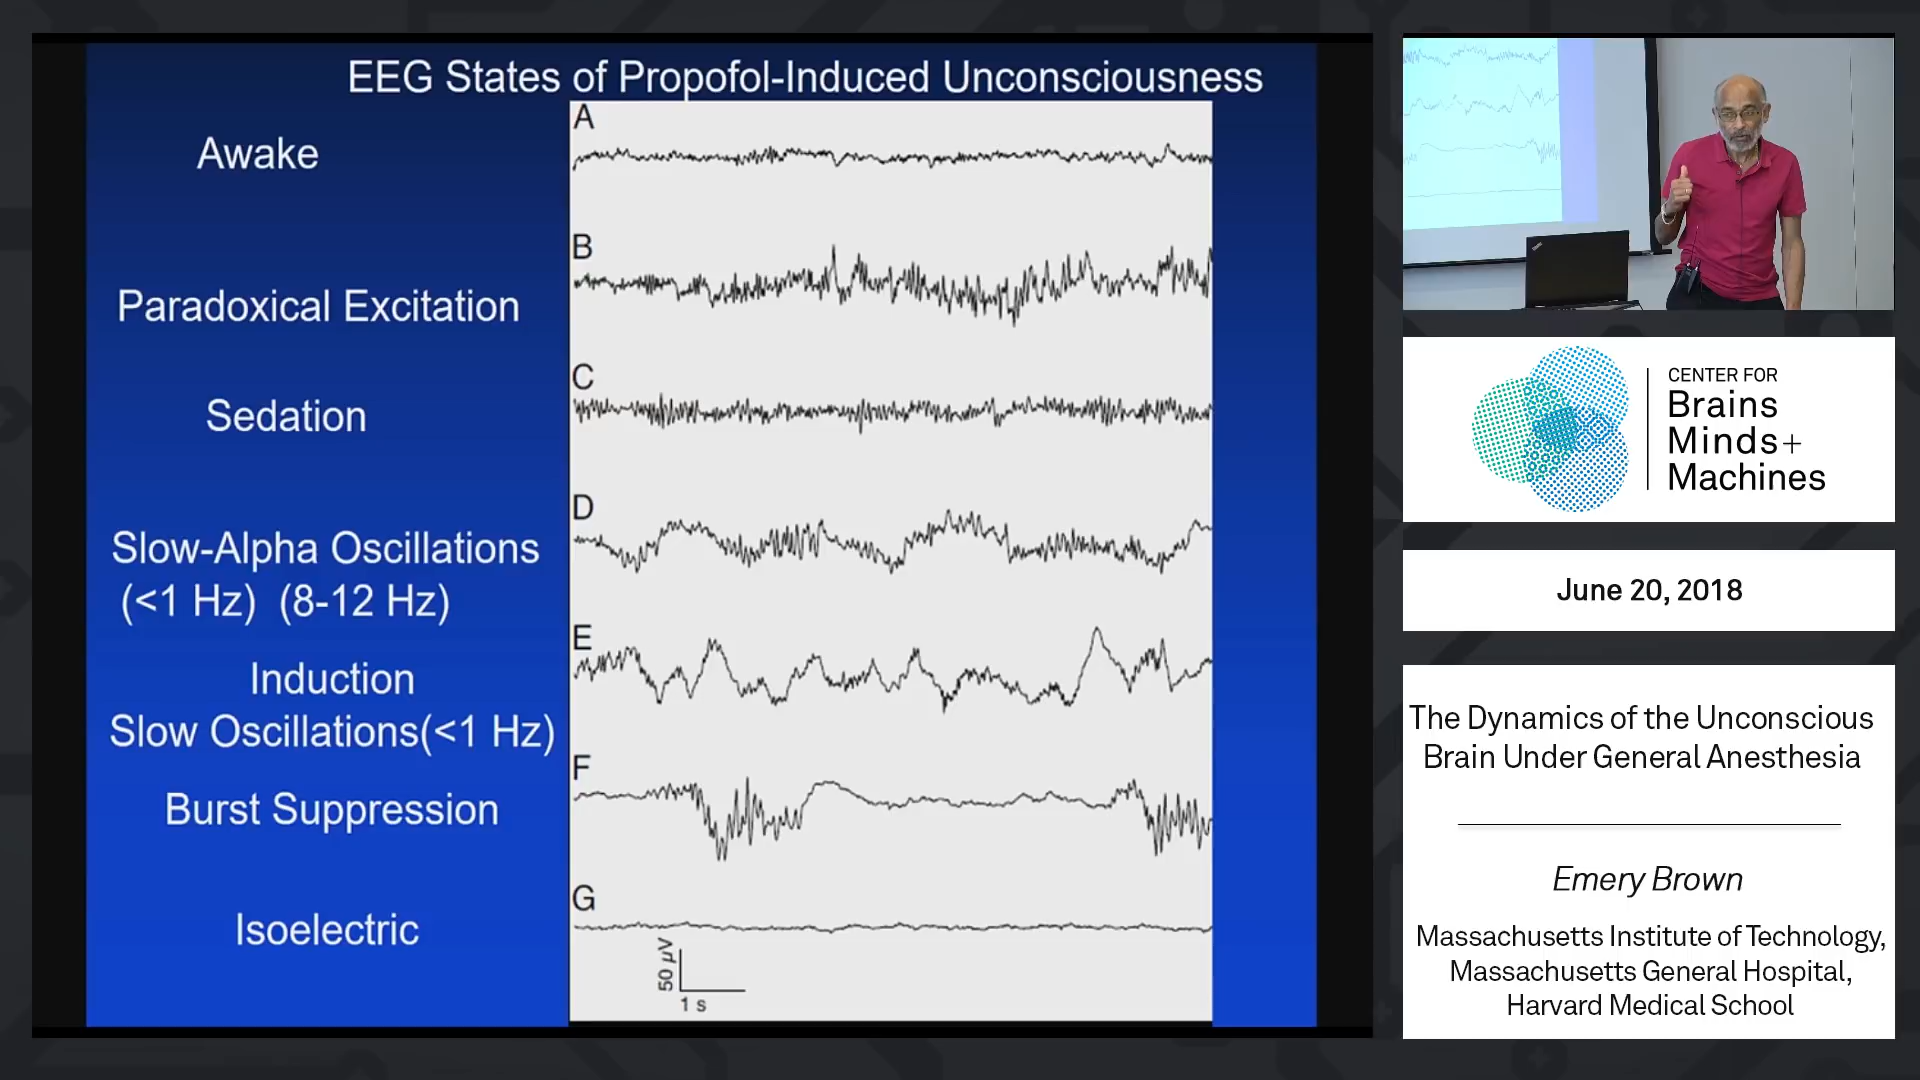 EEG States of Propofol-Induced Unconsciousness
A
Awake
B
Paradoxical Excitation
C
Sedation
D
Slow-Alpha Oscillations
(<1 Hz) (8-12 Hz)
E
Induction
Slow Oscillations(<1 Hz)
F
Burst Suppression
G
Isoelectric
50 µV
1 s
CENTER FOR
Brains
Minds+
Machines
June 20, 2018
The Dynamics of the Unconscious
Brain Under General Anesthesia
Emery Brown
Massachusetts Institute of Technology,
Massachusetts General Hospital,
Harvard Medical School